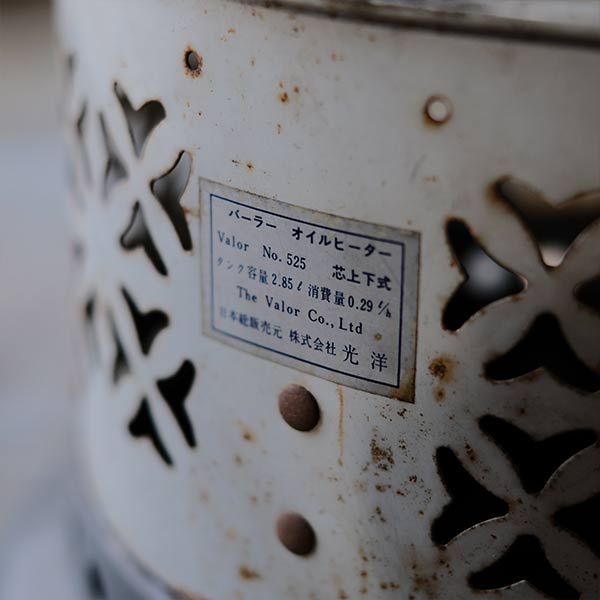 バーラー オイルヒーター
Valor No.525 芯上下式
タンク容量2.85ℓ 消費量0.29ℓ/h
The Valor Co., Ltd
日本総販売元 株式会社 光洋